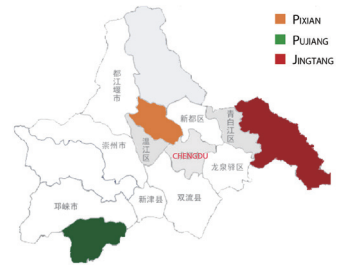 PIXIAN
PUJIANG
JINGTANG
都江堰市
新都区
青白江区
温江区
崇州市
CHENGDU
龙泉驿区
邛崃市
新津县
双流县